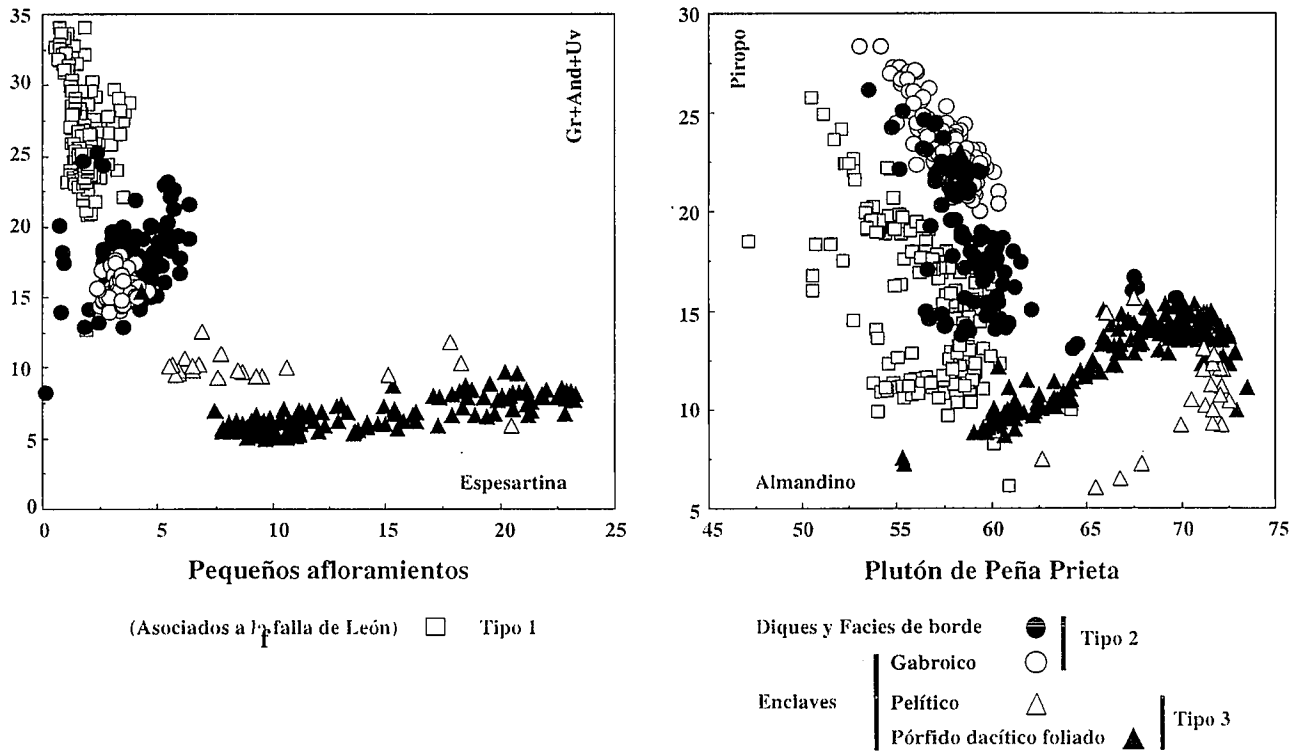 35
30
25
20
15
10
5
0
0
5
10
15
20
25
Gr+And+Uv
Espesartina
30
25
20
15
10
5
45
50
55
60
65
70
75
Piropo
Almandino
Pequeños afloramientos
Plutón de Peña Prieta
(Asociados a falla de León)
Tipo 1
Diques y Facies de borde
Tipo 2
Gabroico
Enclaves
Pelítico
Tipo 3
Pórfido dacítico foliado